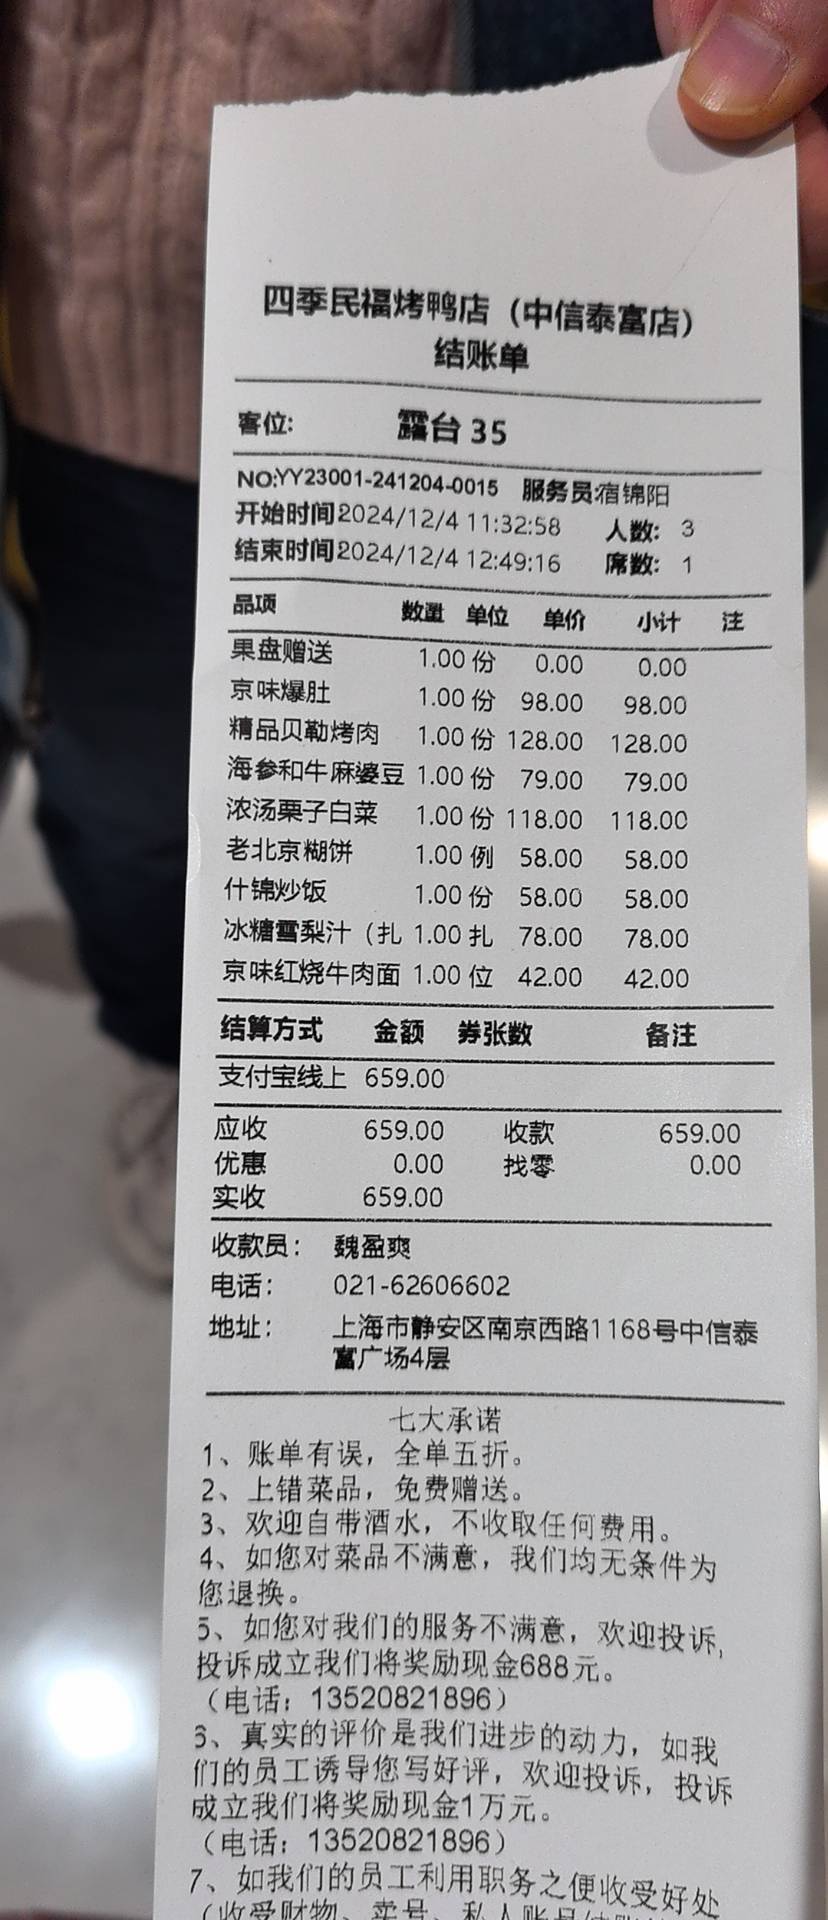 四季民福烤鸭店（中信泰富店）
结账单
客位: 露台 35
NO:YY23001-241204-0015 服务员:宿锦阳
开始时间2024/12/4 11:32:58 人数: 3
结束时间2024/12/4 12:49:16 席数: 1
品项 数量 单位 单价 小计 注
果盘赠送 1.00 份 0.00 0.00
京味爆肚 1.00 份 98.00 98.00
精品贝勒烤肉 1.00 份 128.00 128.00
海参和牛麻婆豆 1.00 份 79.00 79.00
浓汤栗子白菜 1.00 份 118.00 118.00
老北京糊饼 1.00 例 58.00 58.00
什锦炒饭 1.00 份 58.00 58.00
冰糖雪梨汁（扎 1.00 扎 78.00 78.00
京味红烧牛肉面 1.00 位 42.00 42.00
结算方式 金额 券张数 备注
支付宝线上 659.00
应收 659.00 收款 659.00
优惠 0.00 找零 0.00
实收 659.00
收款员: 魏盈爽
电话: 021-62606602
地址: 上海市静安区南京西路1168号中信泰
富广场4层
七大承诺
1、账单有误，全单五折。
2、上错菜品，免费赠送。
3、欢迎自带酒水，不收取任何费用。
4、如您对菜品不满意，我们均无条件为
您退换。
5、如您对我们的服务不满意，欢迎投诉,
投诉成立我们将奖励现金688元。
（电话：13520821896）
6、真实的评价是我们进步的动力，如我
们的员工诱导您写好评，欢迎投诉，投诉
成立我们将奖励现金1万元。
（电话：13520821896）
7、如我们的员工利用职务之便收受好处
（收受财物、卖号、私人账号结账